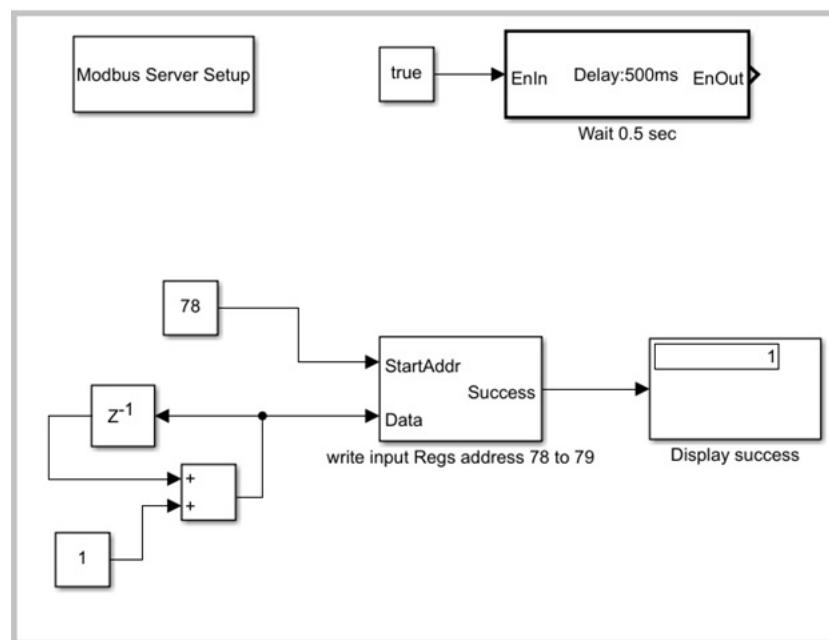 Modbus Server Setup
true
EnIn
Delay:500ms
EnOut
Wait 0.5 sec
78
StartAddr
Success
Data
write input Regs address 78 to 79
1
Display success
Z-1
+
+
1